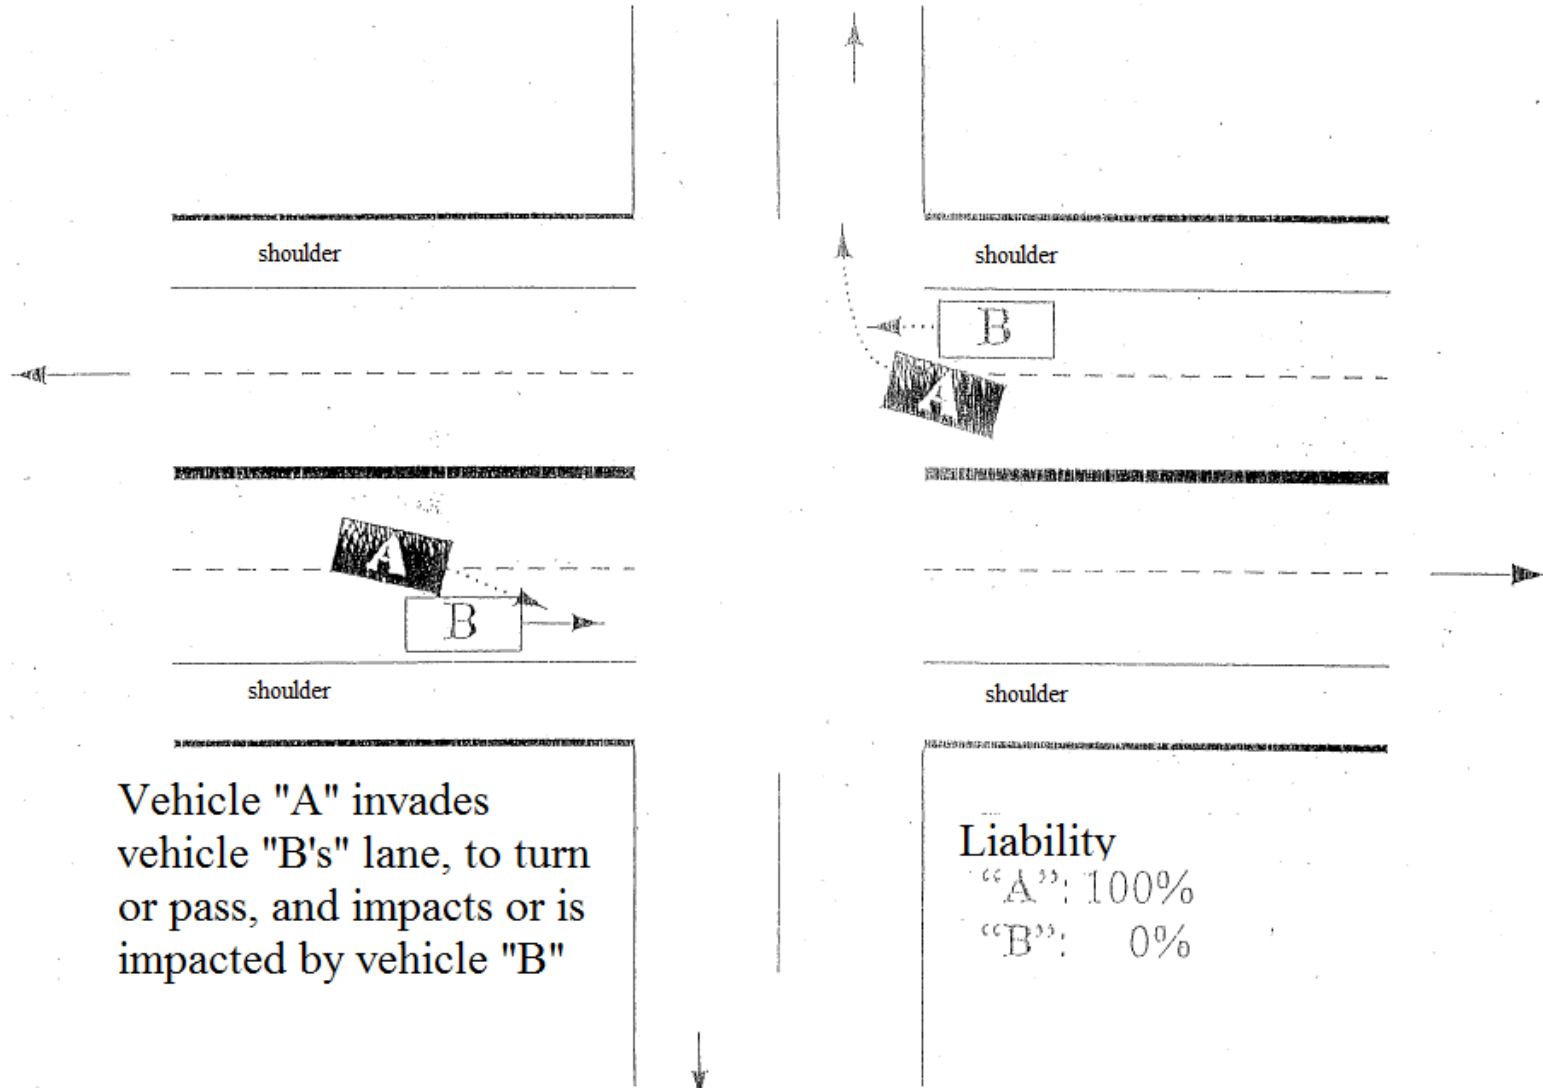 shoulder
shoulder
B
A
A
B
shoulder
shoulder
Vehicle "A" invades
vehicle "B's" lane, to turn
or pass, and impacts or is
impacted by vehicle "B"
Liability
“A”: 100%
“B”: 0%